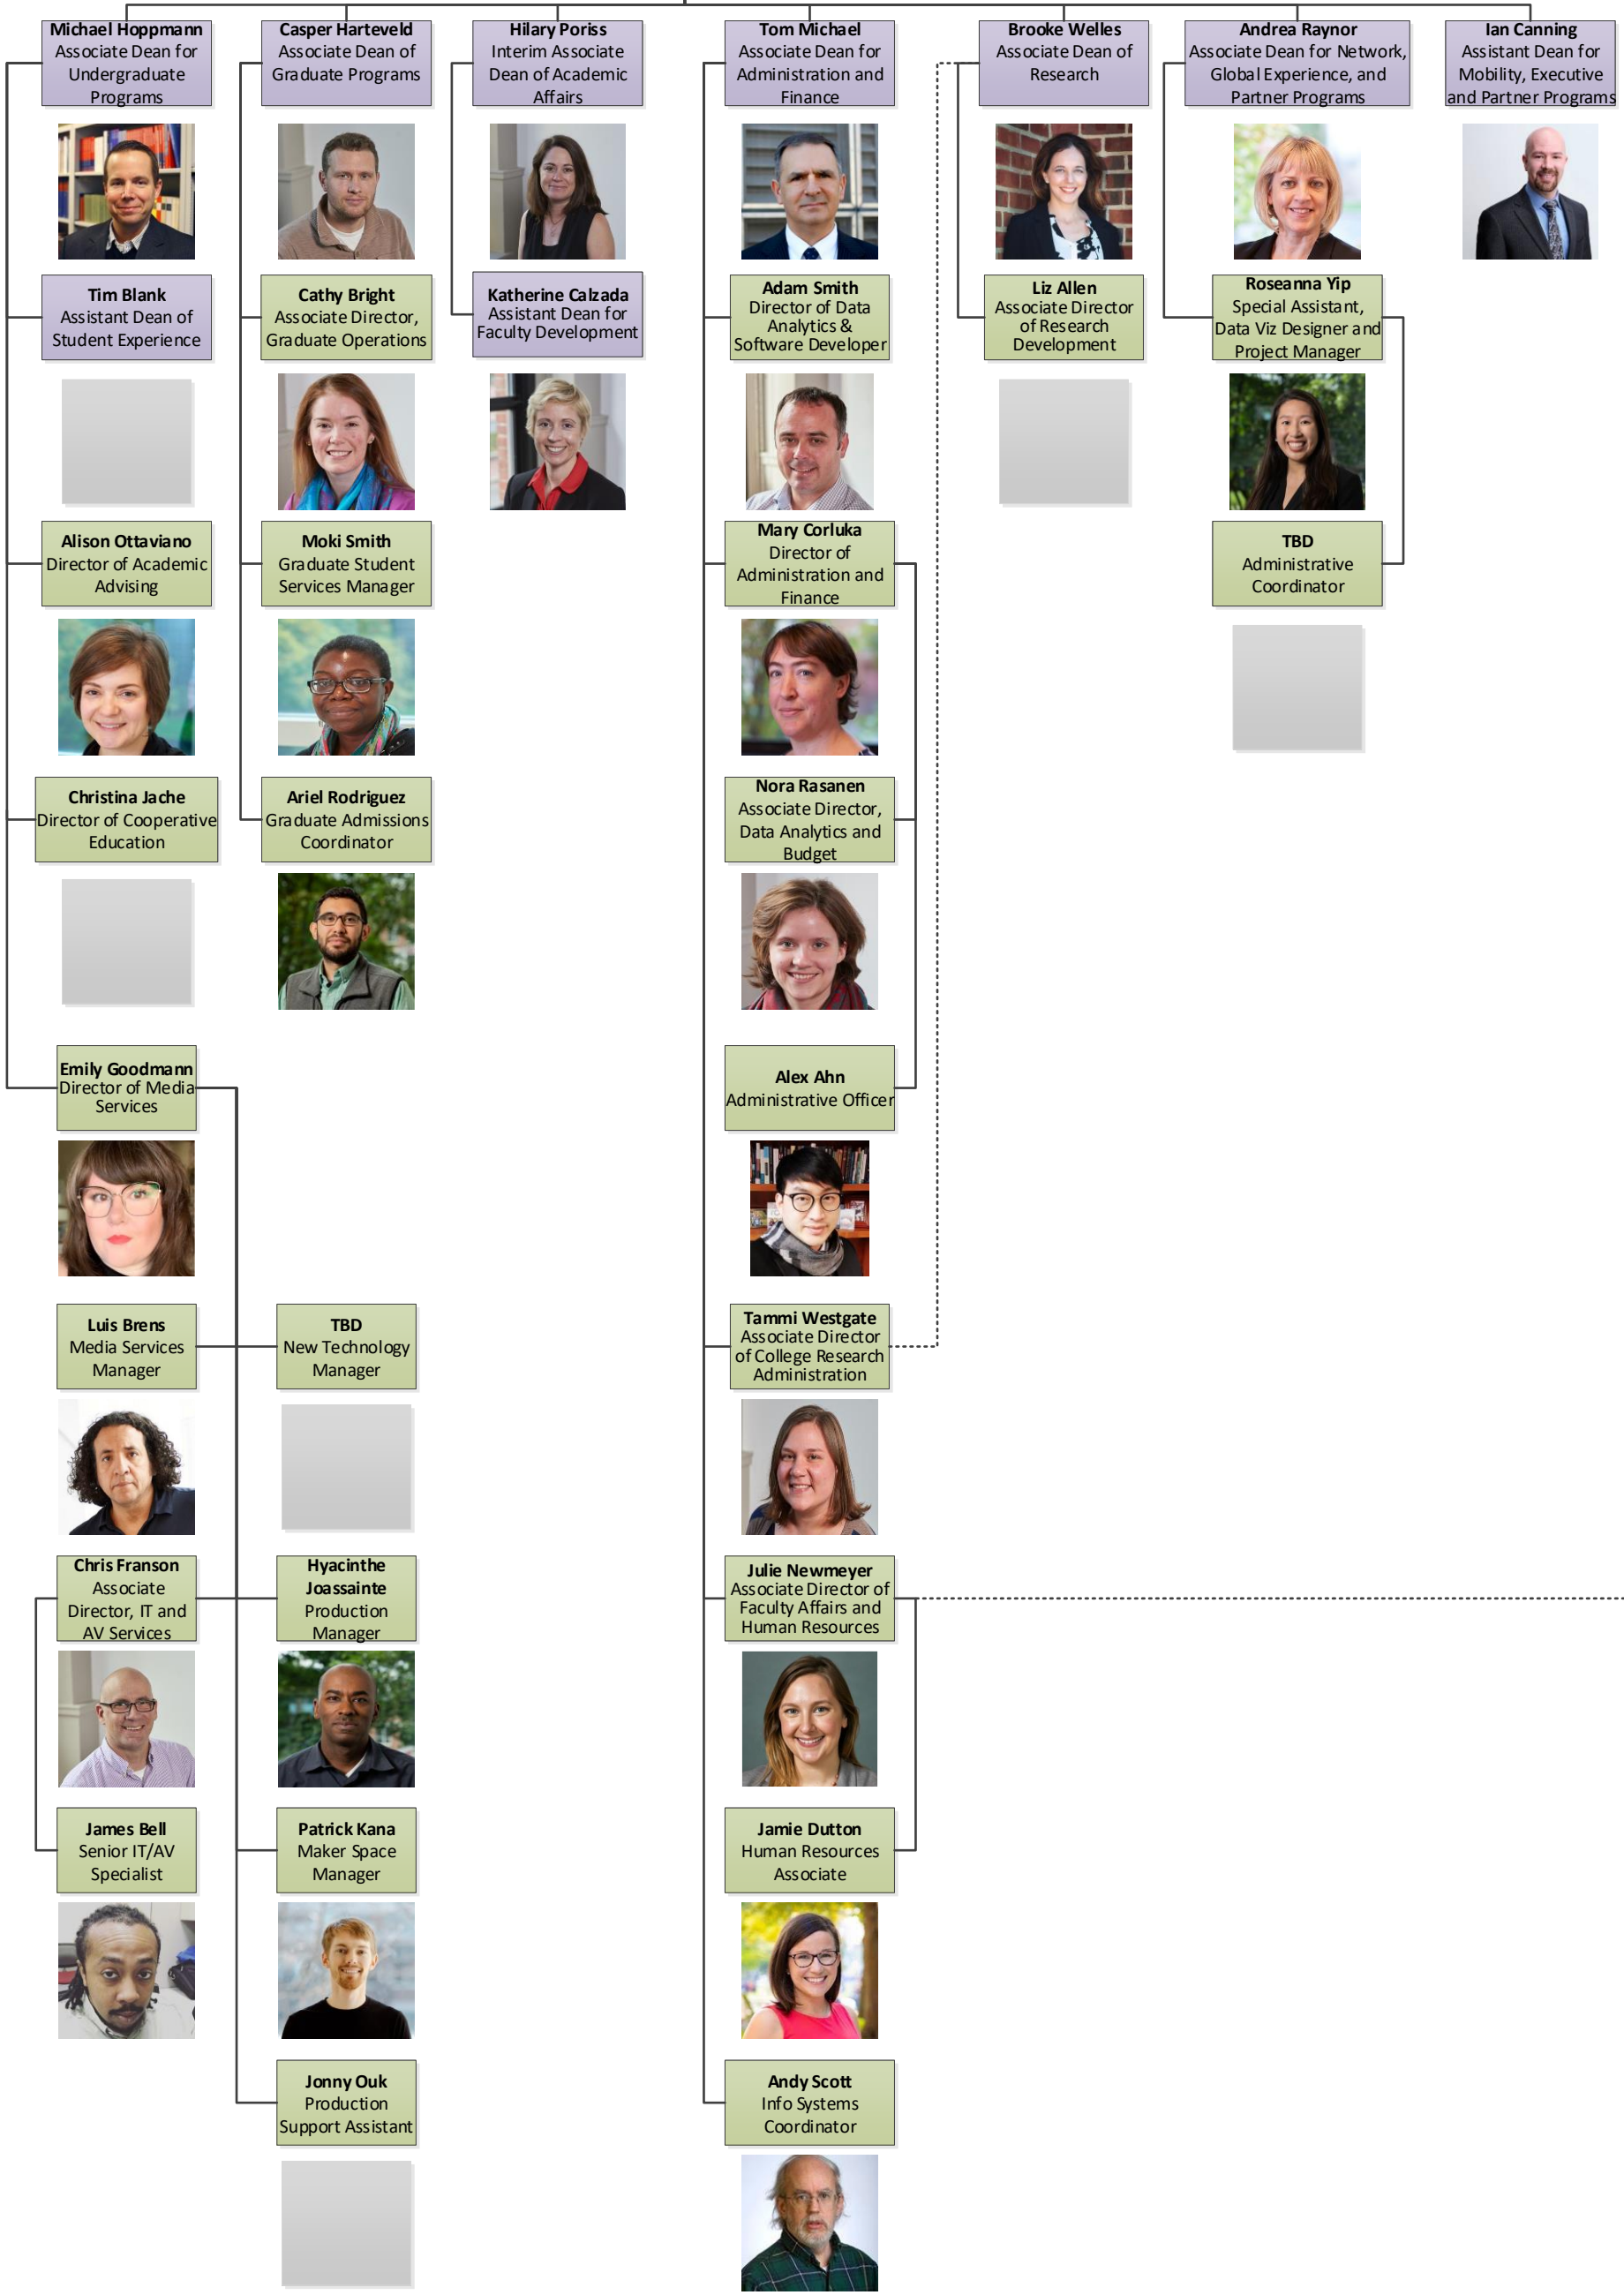 Michael Hoppmann
Associate Dean for
Undergraduate
Programs
Casper Harteveld
Associate Dean of
Graduate Programs
Hilary Poriss
Interim Associate
Dean of Academic
Affairs
Tom Michael
Associate Dean for
Administration and
Finance
Brooke Welles
Associate Dean of
Research
Andrea Raynor
Associate Dean for Network,
Global Experience, and
Partner Programs
Ian Canning
Assistant Dean for
Mobility, Executive
and Partner Programs
Tim Blank
Assistant Dean of
Student Experience
Cathy Bright
Associate Director,
Graduate Operations
Katherine Calzada
Assistant Dean for
Faculty Development
Adam Smith
Director of Data
Analytics &
Software Developer
Liz Allen
Associate Director
of Research
Development
Roseanna Yip
Special Assistant,
Data Viz Designer and
Project Manager
Alison Ottaviano
Director of Academic
Advising
Moki Smith
Graduate Student
Services Manager
Mary Corluka
Director of
Administration and
Finance
TBD
Administrative
Coordinator
Christina Jache
Director of Cooperative
Education
Ariel Rodriguez
Graduate Admissions
Coordinator
Nora Rasanen
Associate Director,
Data Analytics and
Budget
Emily Goodmann
Director of Media
Services
Alex Ahn
Administrative Officer
Luis Brens
Media Services
Manager
TBD
New Technology
Manager
Tammi Westgate
Associate Director
of College Research
Administration
Chris Franson
Associate
Director, IT and
AV Services
Hyacinthe
Joassainte
Production
Manager
Julie Newmeyer
Associate Director of
Faculty Affairs and
Human Resources
James Bell
Senior IT/AV
Specialist
Patrick Kana
Maker Space
Manager
Jamie Dutton
Human Resources
Associate
Jonny Ouk
Production
Support Assistant
Andy Scott
Info Systems
Coordinator